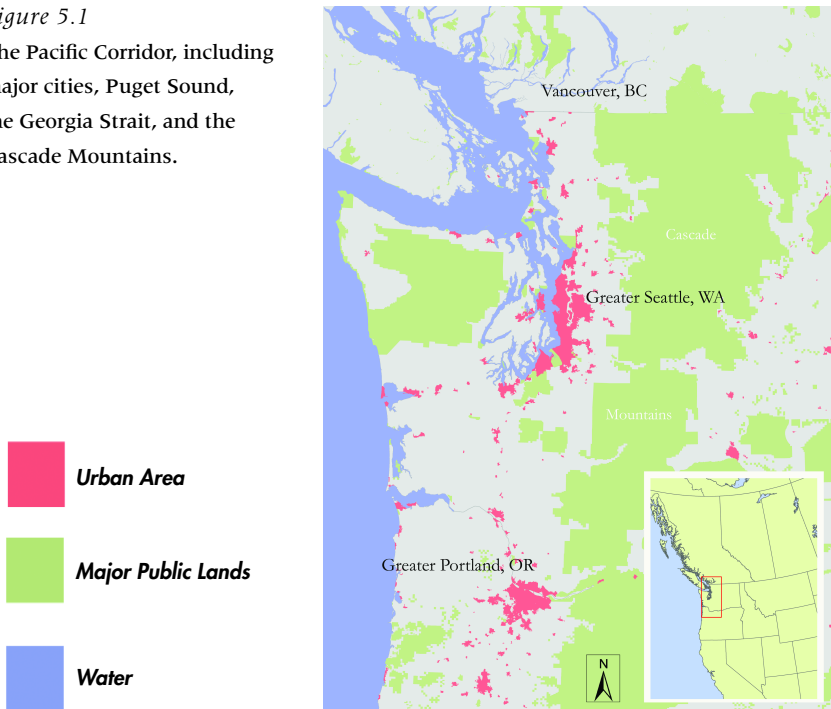 igure 5.1
he Pacific Corridor, including
ajor cities, Puget Sound,
he Georgia Strait, and the
ascade Mountains.
Vancouver, BC
Cascade
Greater Seattle, WA
Mountains
Greater Portland, OR
Urban Area
Major Public Lands
Water
N